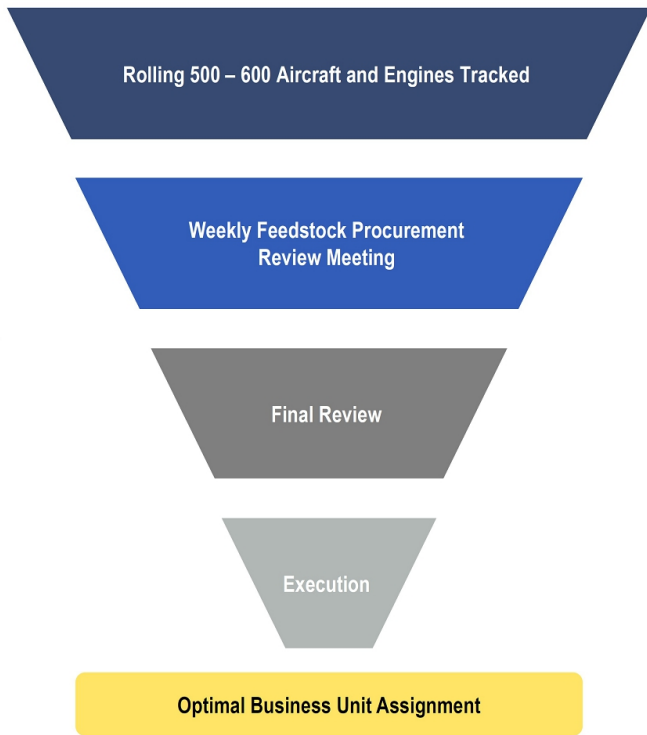 Rolling 500 – 600 Aircraft and Engines Tracked
Weekly Feedstock Procurement
Review Meeting
Final Review
Execution
Optimal Business Unit Assignment